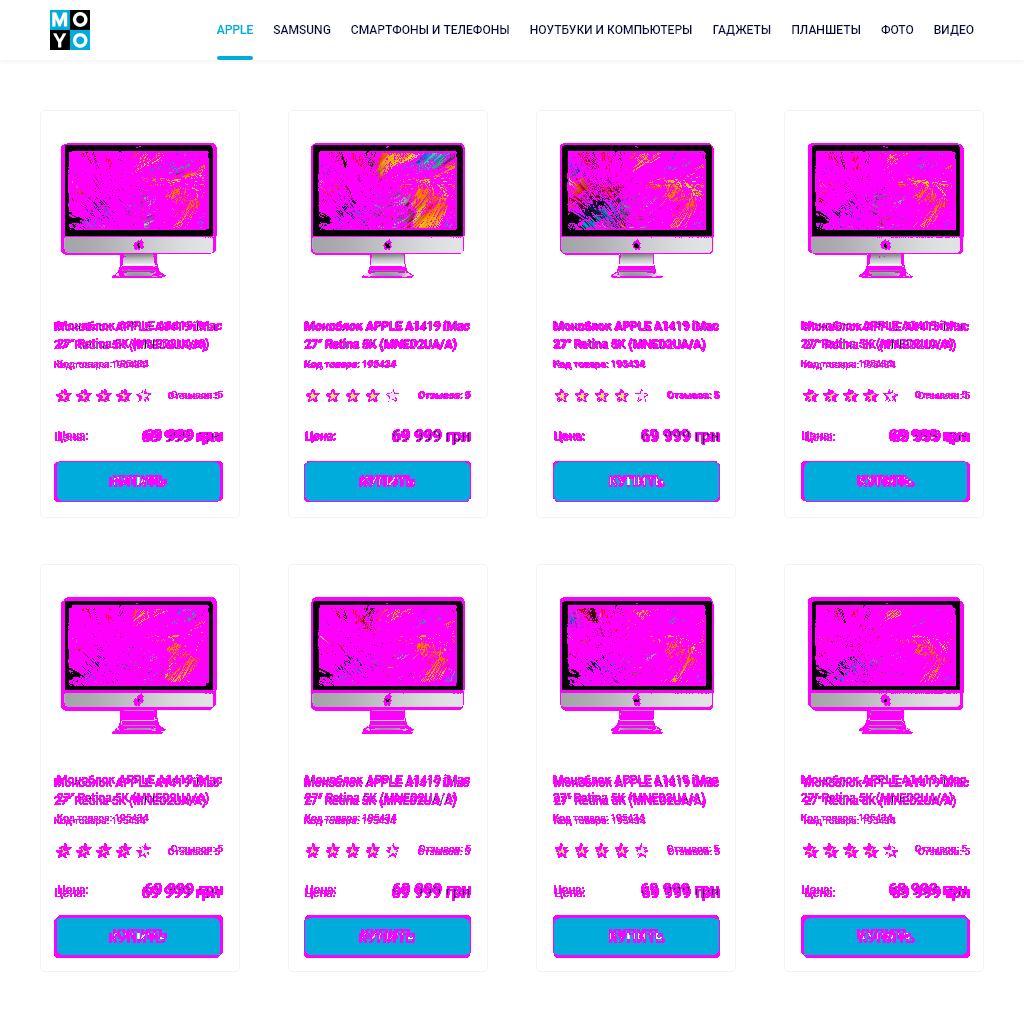 MOYO
APPLE SAMSUNG СМАРТФОНЫ И ТЕЛЕФОНЫ НОУТБУКИ И КОМПЬЮТЕРЫ ГАДЖЕТЫ ПЛАНШЕТЫ ФОТО ВИДЕО
Моноблок APPLE A1419 iMac
27" Retina 5K (MNED2UA/A)
Код товара: 195434
Отзывов: 5
Цена: 69 999 грн
КУПИТЬ
Моноблок APPLE A1419 iMac
27" Retina 5K (MNED2UA/A)
Код товара: 195434
Отзывов: 5
Цена: 69 999 грн
КУПИТЬ
Моноблок APPLE A1419 iMac
27" Retina 5K (MNED2UA/A)
Код товара: 195434
Отзывов: 5
Цена: 69 999 грн
КУПИТЬ
Моноблок APPLE A1419 iMac
27" Retina 5K (MNED2UA/A)
Код товара: 195434
Отзывов: 5
Цена: 69 999 грн
КУПИТЬ
Моноблок APPLE A1419 iMac
27" Retina 5K (MNED2UA/A)
Код товара: 195434
Отзывов: 5
Цена: 69 999 грн
КУПИТЬ
Моноблок APPLE A1419 iMac
27" Retina 5K (MNED2UA/A)
Код товара: 195434
Отзывов: 5
Цена: 69 999 грн
КУПИТЬ
Моноблок APPLE A1419 iMac
27" Retina 5K (MNED2UA/A)
Код товара: 195434
Отзывов: 5
Цена: 69 999 грн
КУПИТЬ
Моноблок APPLE A1419 iMac
27" Retina 5K (MNED2UA/A)
Код товара: 195434
Отзывов: 5
Цена: 69 999 грн
КУПИТЬ